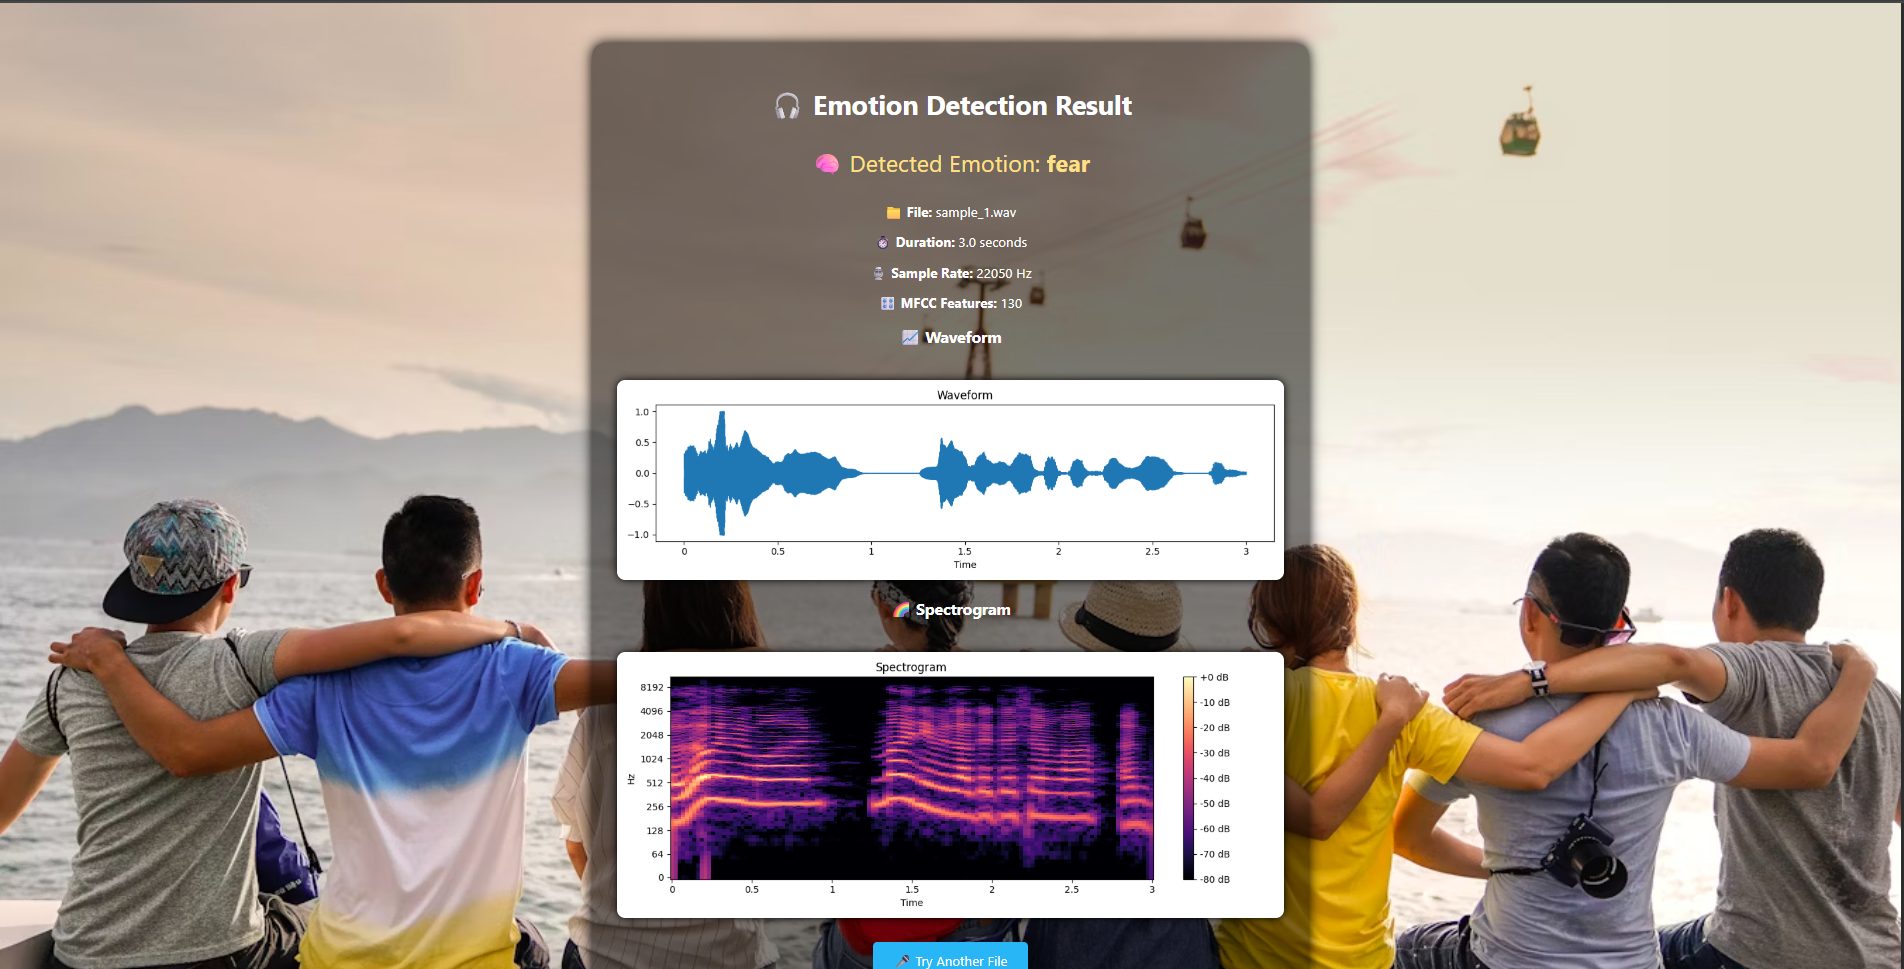 Emotion Detection Result
Detected Emotion: fear
File: sample_1.wav
Duration: 3.0 seconds
Sample Rate: 22050 Hz
MFCC Features: 130
Waveform
Waveform
1.0
0.5
0.0
−0.5
−1.0
0 0.5 1 1.5 2 2.5 3
Time
Spectrogram
Spectrogram
Hz
8192
4096
2048
1024
512
256
128
64
0
0 0.5 1 1.5 2 2.5 3
Time
+0 dB
-10 dB
-20 dB
-30 dB
-40 dB
-50 dB
-60 dB
-70 dB
-80 dB
Try Another File